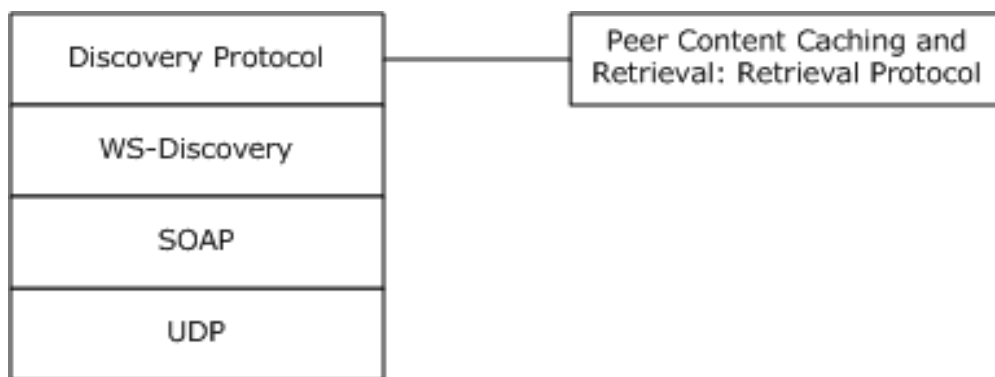 Discovery Protocol
Peer Content Caching and
Retrieval: Retrieval Protocol
WS-Discovery
SOAP
UDP